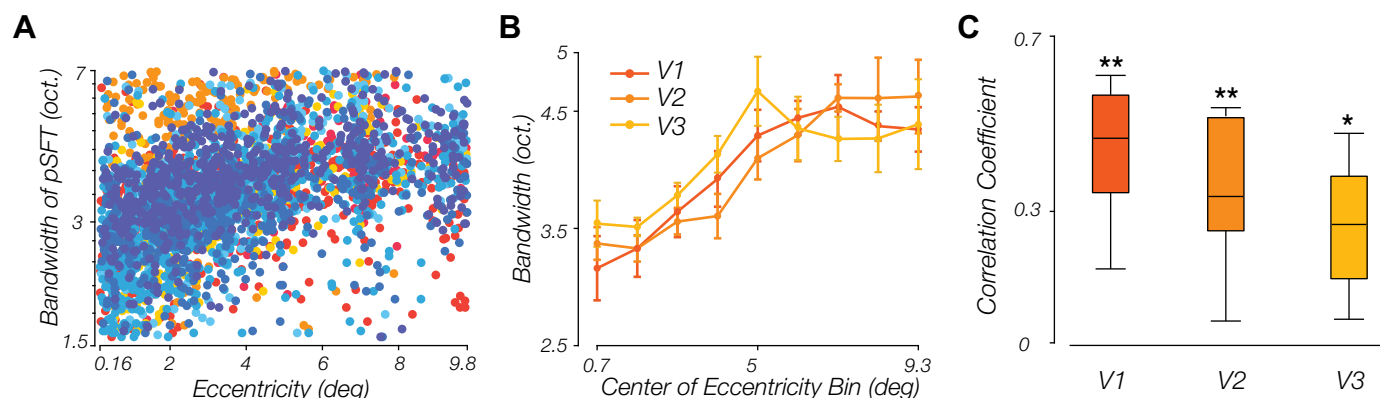 A
Bandwidth of pSFT (oct.)
7
3
1.5
0.16 2 4 6 8 9.8
Eccentricity (deg)
B
Bandwidth (oct.)
5
4.5
3.5
2.5
V1
V2
V3
0.7 5 9.3
Center of Eccentricity Bin (deg)
C
Correlation Coefficient
0.7
0.3
0
** ** *
V1 V2 V3